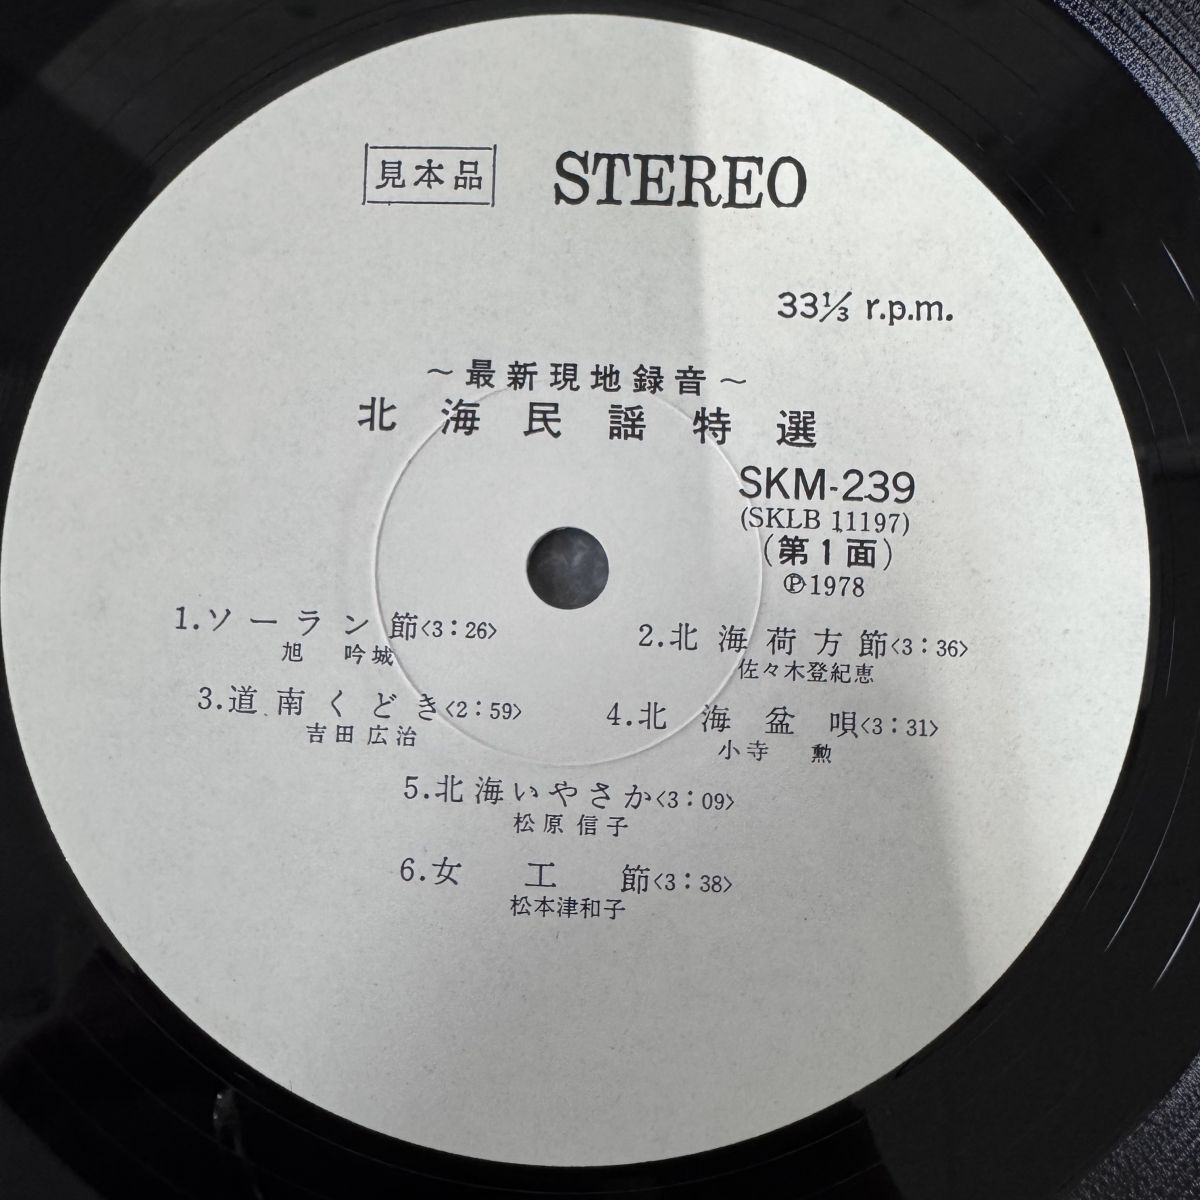 見本品 STEREO
33⅓ r.p.m.
～最新現地録音～
北海民謡特選
SKM-239
(SKLB 11197)
(第1面)
Ⓟ1978
1.ソーラン節<3:26>
旭 吟城
2.北海荷方節<3:36>
佐々木登紀恵
3.道南くどき<2:59>
吉田広治
4.北海盆唄<3:31>
小寺 勲
5.北海いやさか<3:09>
松原信子
6.女工節<3:38>
松本津和子